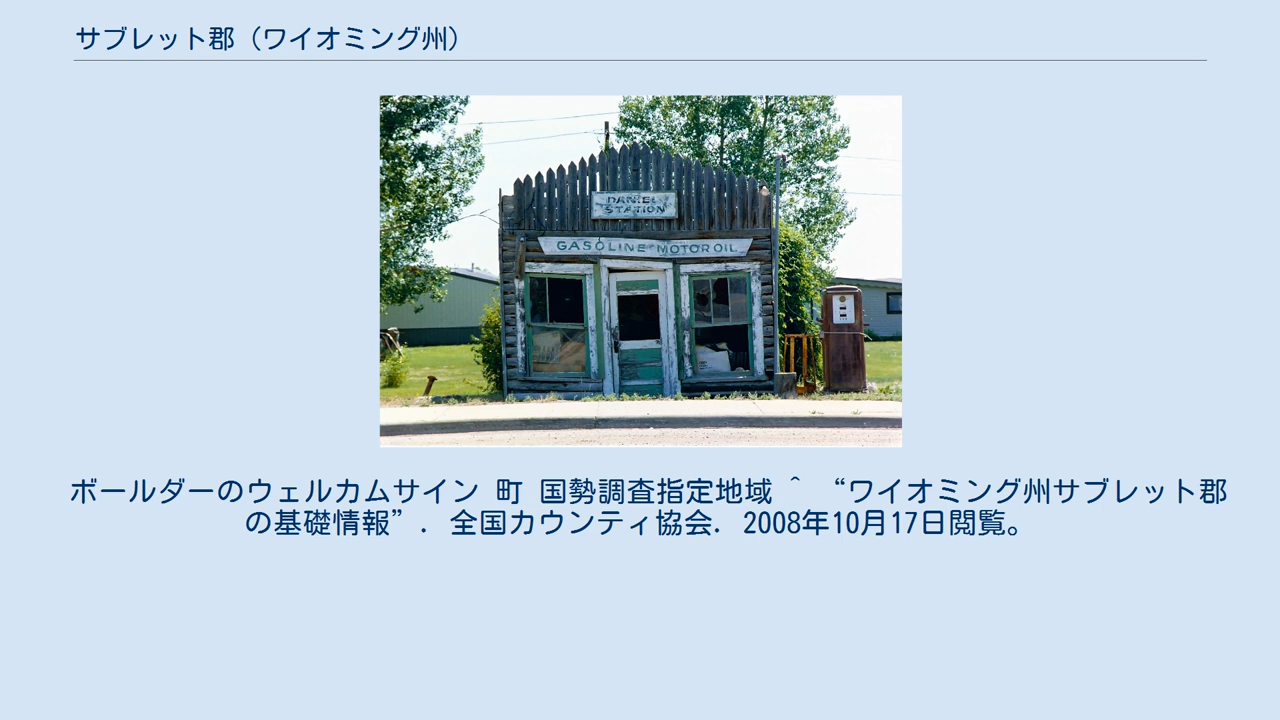 サブレット郡（ワイオミング州）
DANIEL
STATION
GASOLINE MOTOR OIL
ボールダーのウェルカムサイン 町 国勢調査指定地域 ^ “ワイオミング州サブレット郡
の基礎情報”. 全国カウンティ協会. 2008年10月17日閲覧。